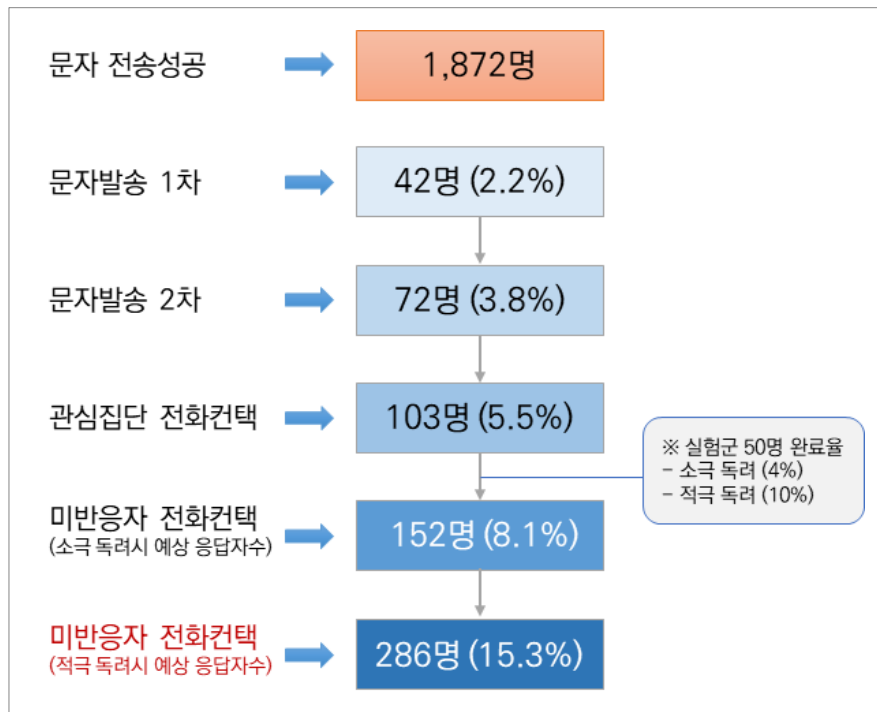 문자 전송성공
1,872명
문자발송 1차
42명 (2.2%)
문자발송 2차
72명 (3.8%)
관심집단 전화컨택
103명 (5.5%)
※ 실험군 50명 완료율
- 소극 독려 (4%)
- 적극 독려 (10%)
미반응자 전화컨택
(소극 독려시 예상 응답자수)
152명 (8.1%)
미반응자 전화컨택
(적극 독려시 예상 응답자수)
286명 (15.3%)